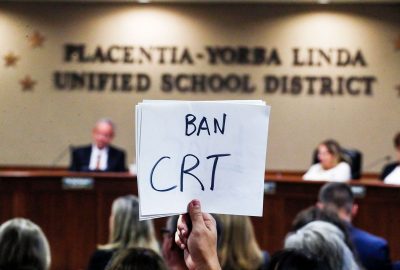 PLACENTIA-YORBA LINDA
UNIFIED SCHOOL DISTRICT
BAN
CRT